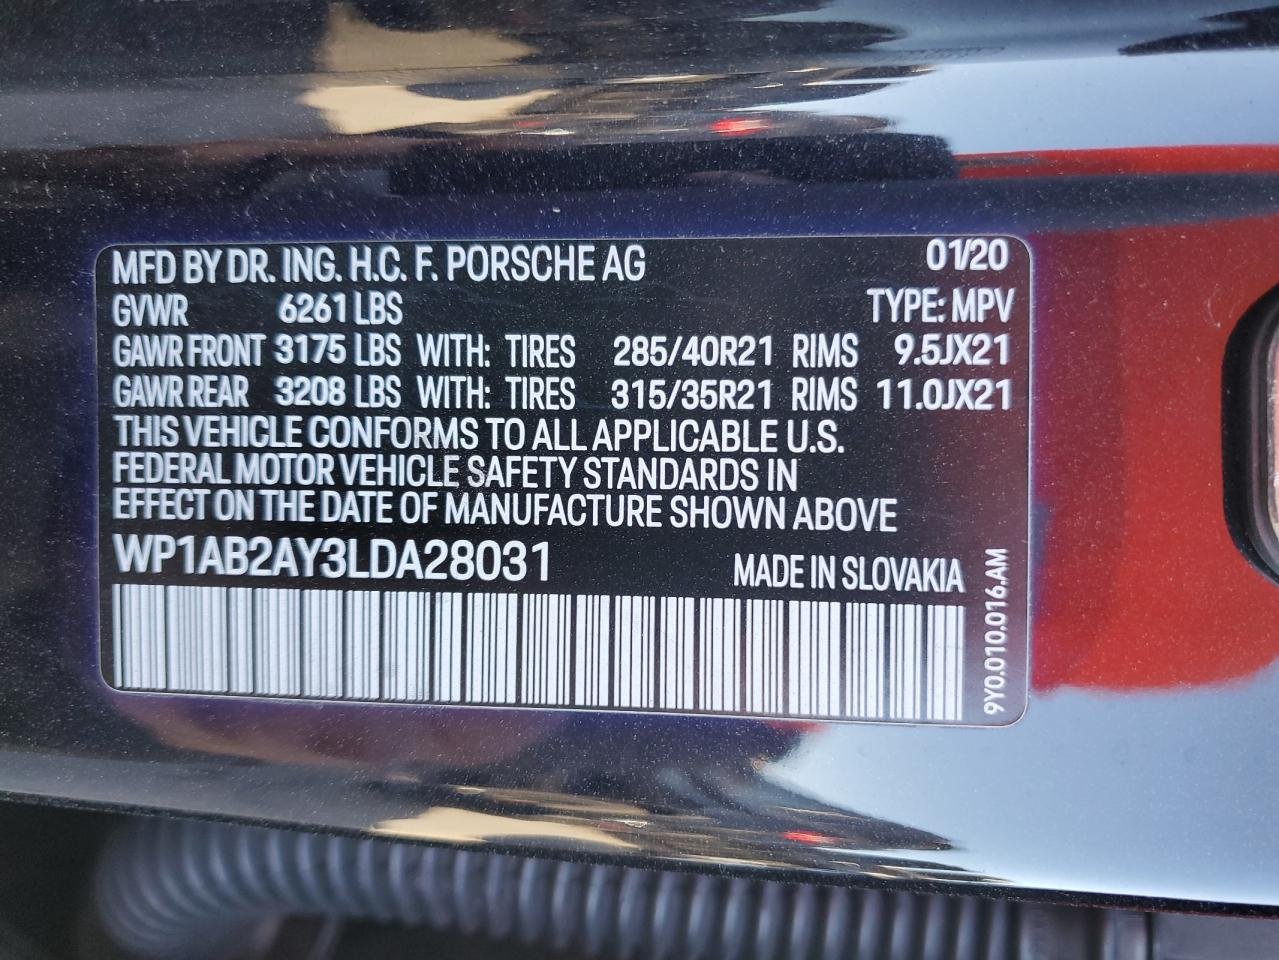 MFD BY DR. ING. H.C. F. PORSCHE AG 01/20
GVWR 6261 LBS TYPE: MPV
GAWR FRONT 3175 LBS WITH: TIRES 285/40R21 RIMS 9.5JX21
GAWR REAR 3208 LBS WITH: TIRES 315/35R21 RIMS 11.0JX21
THIS VEHICLE CONFORMS TO ALL APPLICABLE U.S.
FEDERAL MOTOR VEHICLE SAFETY STANDARDS IN
EFFECT ON THE DATE OF MANUFACTURE SHOWN ABOVE
WP1AB2AY3LDA28031 MADE IN SLOVAKIA
9Y0.010.016.AM